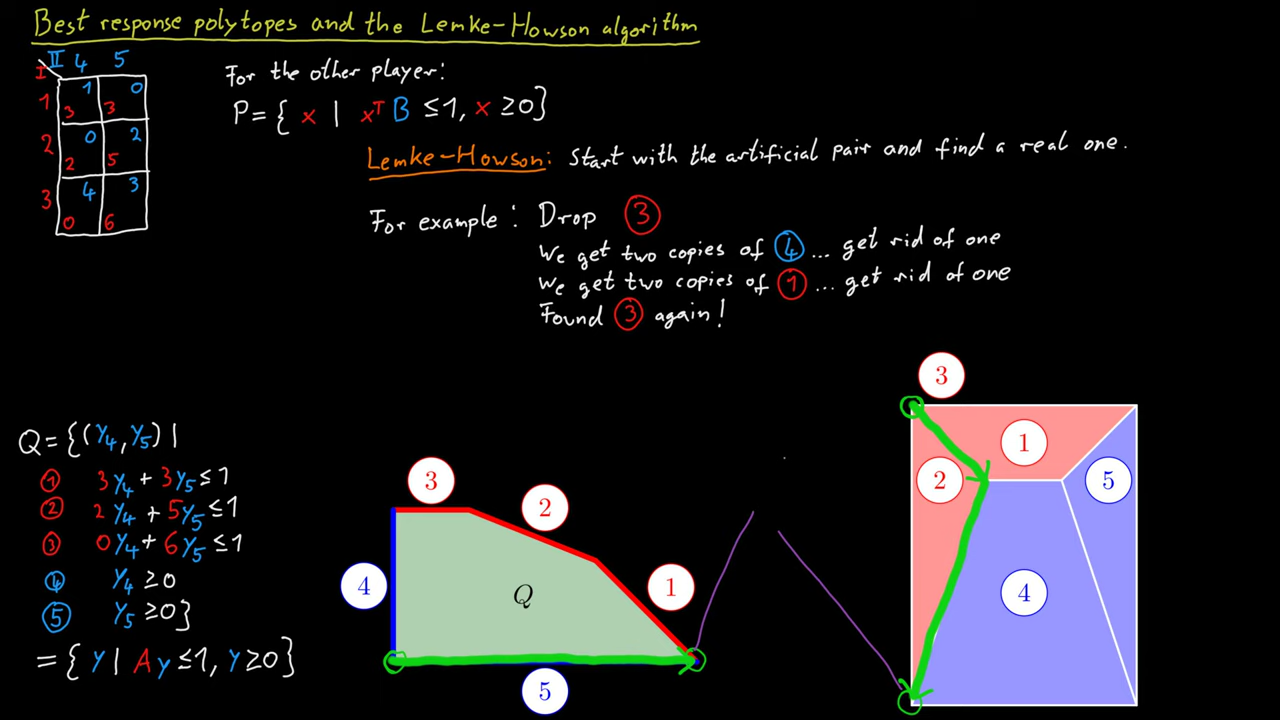 Best response polytopes and the Lemke-Howson algorithm
II 4 5
I
1 0
1 3 3
0 2
2 2 5
4 3
3 0 6
For the other player:
P={ x | xᵀ B ≤1, x ≥0}
Lemke-Howson: Start with the artificial pair and find a real one.
For example: Drop ③
We get two copies of ④ ... get rid of one
We get two copies of ① ... get rid of one
Found ③ again!
Q={(y₄, y₅) |
① 3y₄+3y₅≤1
② 2y₄+5y₅≤1
③ 0y₄+6y₅≤1
④ y₄≥0
⑤ y₅≥0}
={ y | Ay≤1, y≥0}
3
2
4
Q
1
5
3
1
2
5
4